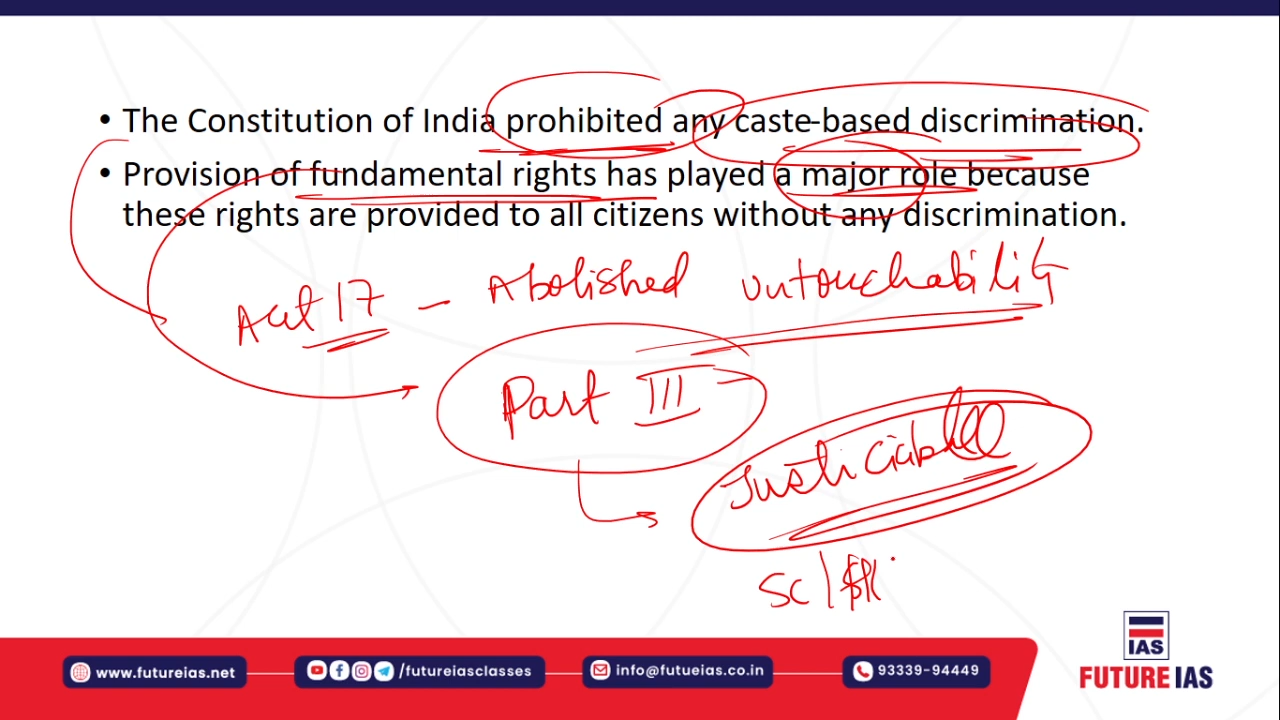 • The Constitution of India prohibited any caste-based discrimination.
• Provision of fundamental rights has played a major role because
these rights are provided to all citizens without any discrimination.
Art 17 – Abolished untouchability
Part III
Justiciable
SC |
IAS
FUTURE IAS
www.futureias.net
/futureiasclasses
info@futueias.co.in
93339-94449